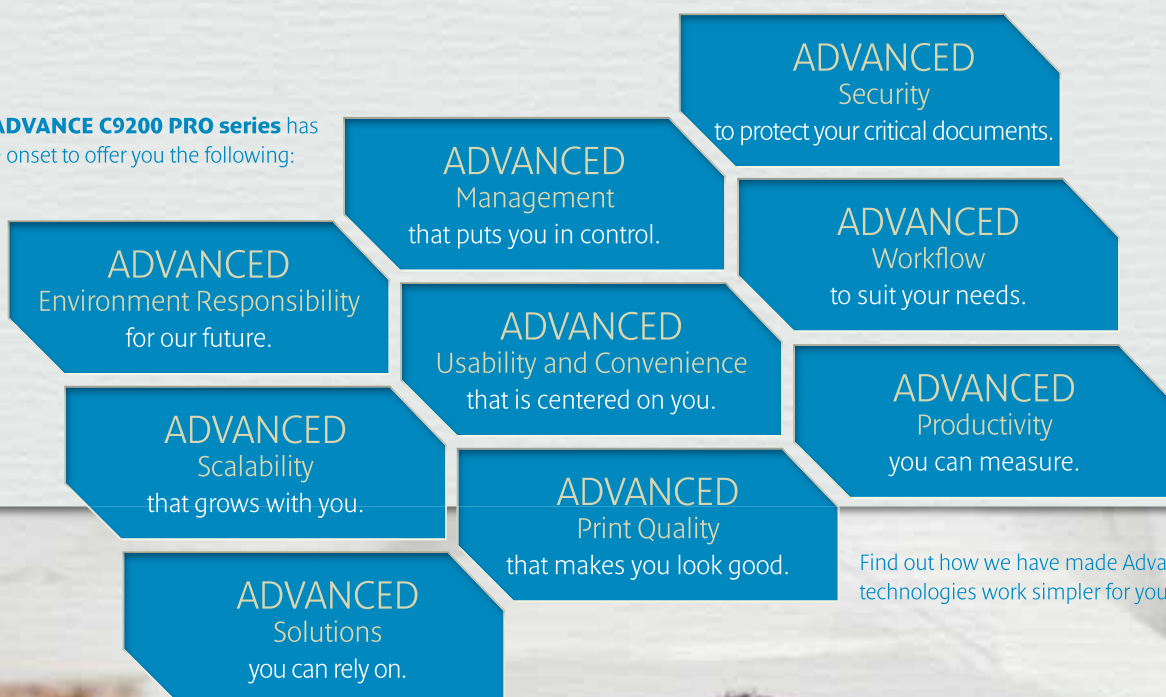 ADVANCE C9200 PRO series has
onset to offer you the following:
ADVANCED
Security
to protect your critical documents.
ADVANCED
Management
that puts you in control.
ADVANCED
Workflow
to suit your needs.
ADVANCED
Environment Responsibility
for our future.
ADVANCED
Usability and Convenience
that is centered on you.
ADVANCED
Productivity
you can measure.
ADVANCED
Scalability
that grows with you.
ADVANCED
Print Quality
that makes you look good.
ADVANCED
Solutions
you can rely on.
Find out how we have made
technologies work simpler for you